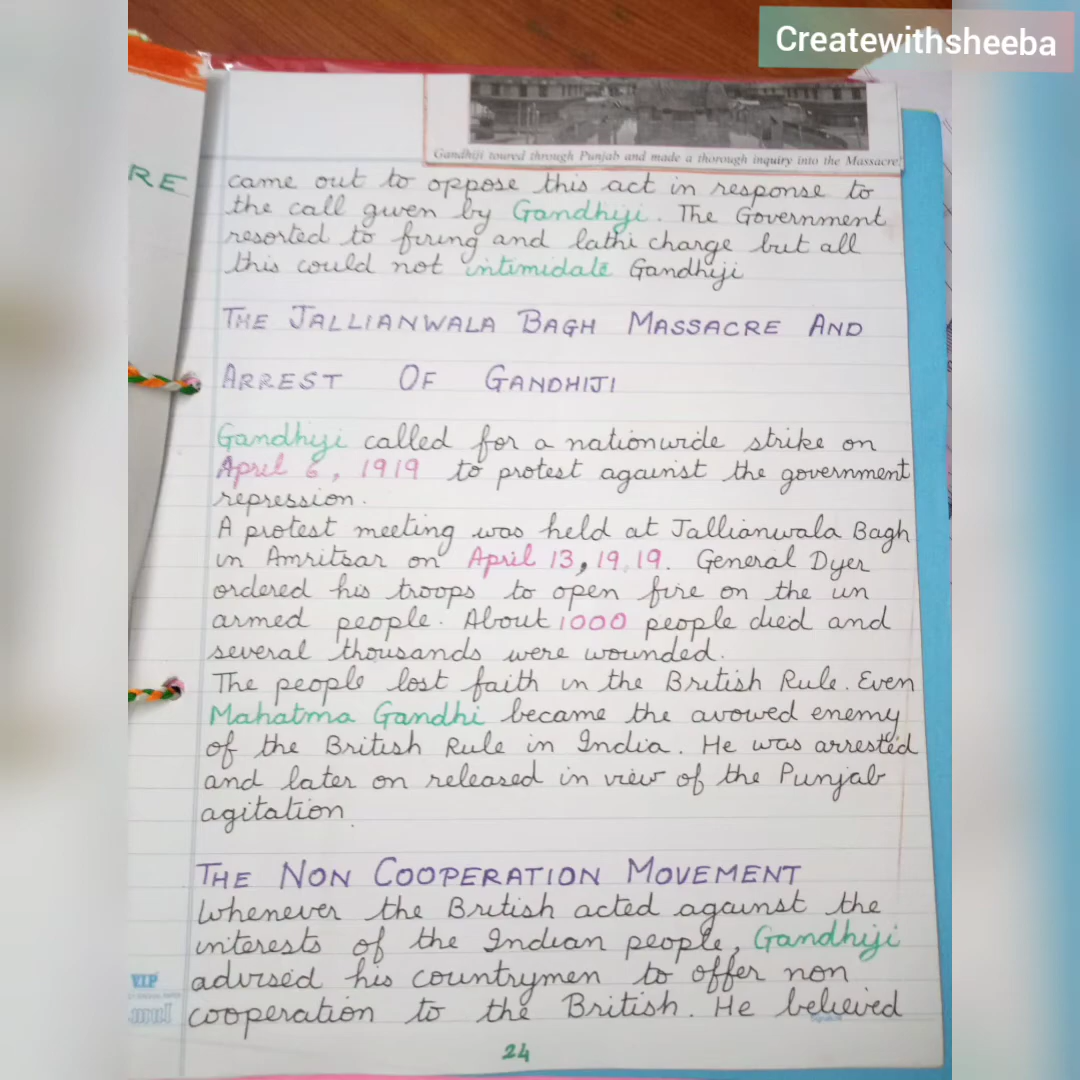 Createwithsheeba
Gandhiji toured through Punjab and made a thorough inquiry into the Massacre.
RE
came out to oppose this act in response to
the call given by Gandhiji. The Government
resorted to firing and lathi charge but all
this could not intimidate Gandhiji
THE JALLIANWALA BAGH MASSACRE AND
ARREST OF GANDHIJI
Gandhiji called for a nationwide strike on
April 6, 1919 to protest against the government
repression.
A protest meeting was held at Jallianwala Bagh
in Amritsar on April 13, 19.19. General Dyer
ordered his troops to open fire on the un
armed people. About 1000 people died and
several thousands were wounded.
The people lost faith in the British Rule. Even
Mahatma Gandhi became the avowed enemy
of the British Rule in India. He was arrested
and later on released in view of the Punjab
agitation.
THE NON COOPERATION MOVEMENT
Whenever the British acted against the
interests of the Indian people, Gandhiji
advised his countrymen to offer non
cooperation to the British. He believed
VIP
24